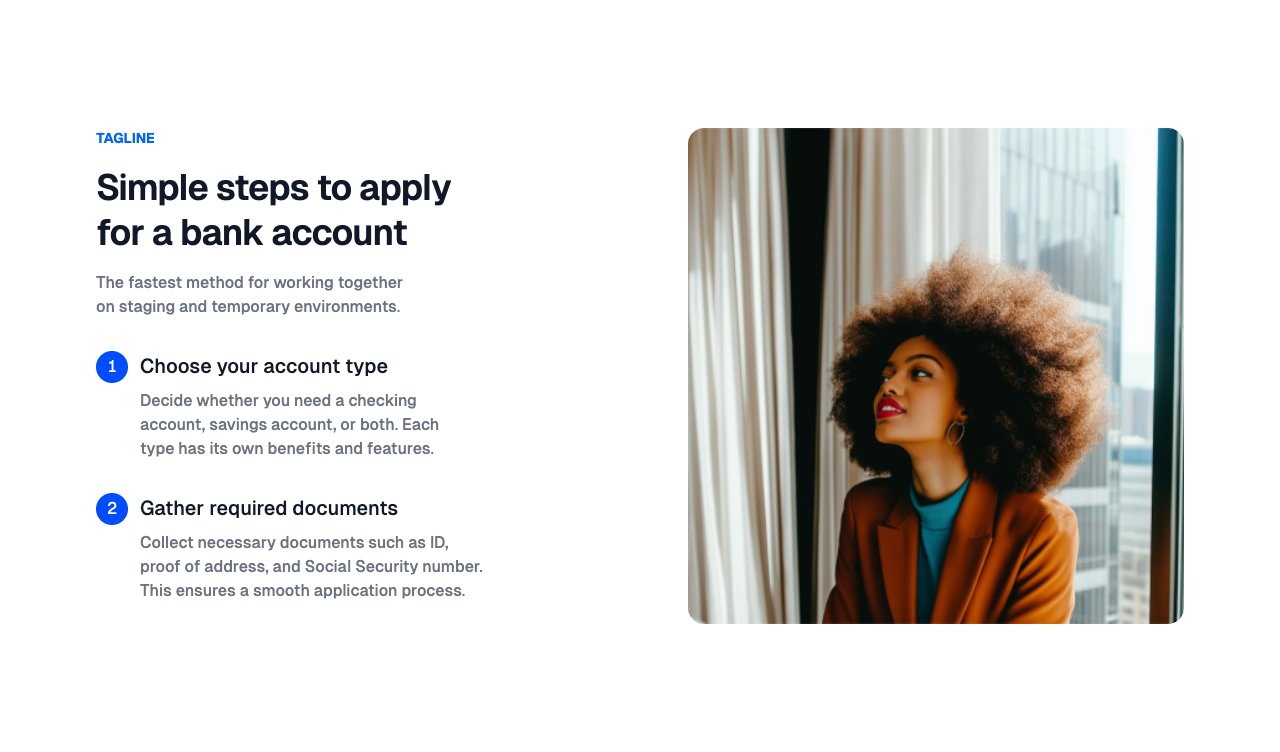 TAGLINE
Simple steps to apply
for a bank account
The fastest method for working together
on staging and temporary environments.
1 Choose your account type
Decide whether you need a checking
account, savings account, or both. Each
type has its own benefits and features.
2 Gather required documents
Collect necessary documents such as ID,
proof of address, and Social Security number.
This ensures a smooth application process.